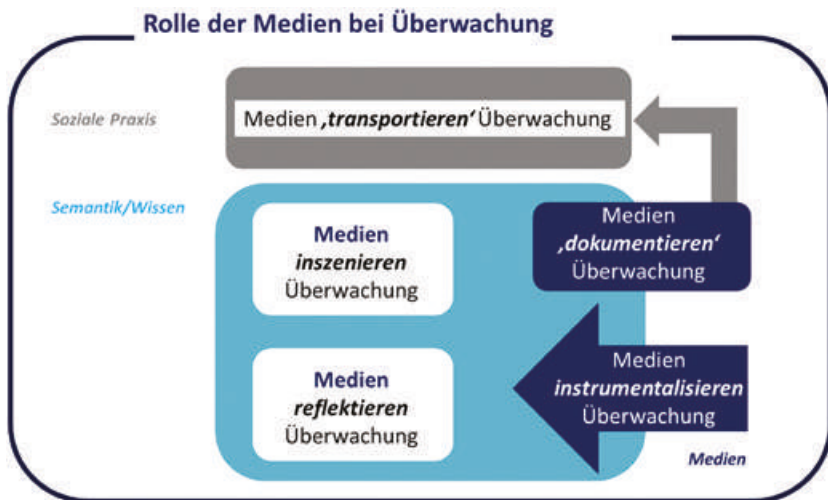 Rolle der Medien bei Überwachung
Soziale Praxis
Medien ‚transportieren‘ Überwachung
Semantik/Wissen
Medien
inszenieren
Überwachung
Medien
‚dokumentieren‘
Überwachung
Medien
reflektieren
Überwachung
Medien
instrumentalisieren
Überwachung
Medien